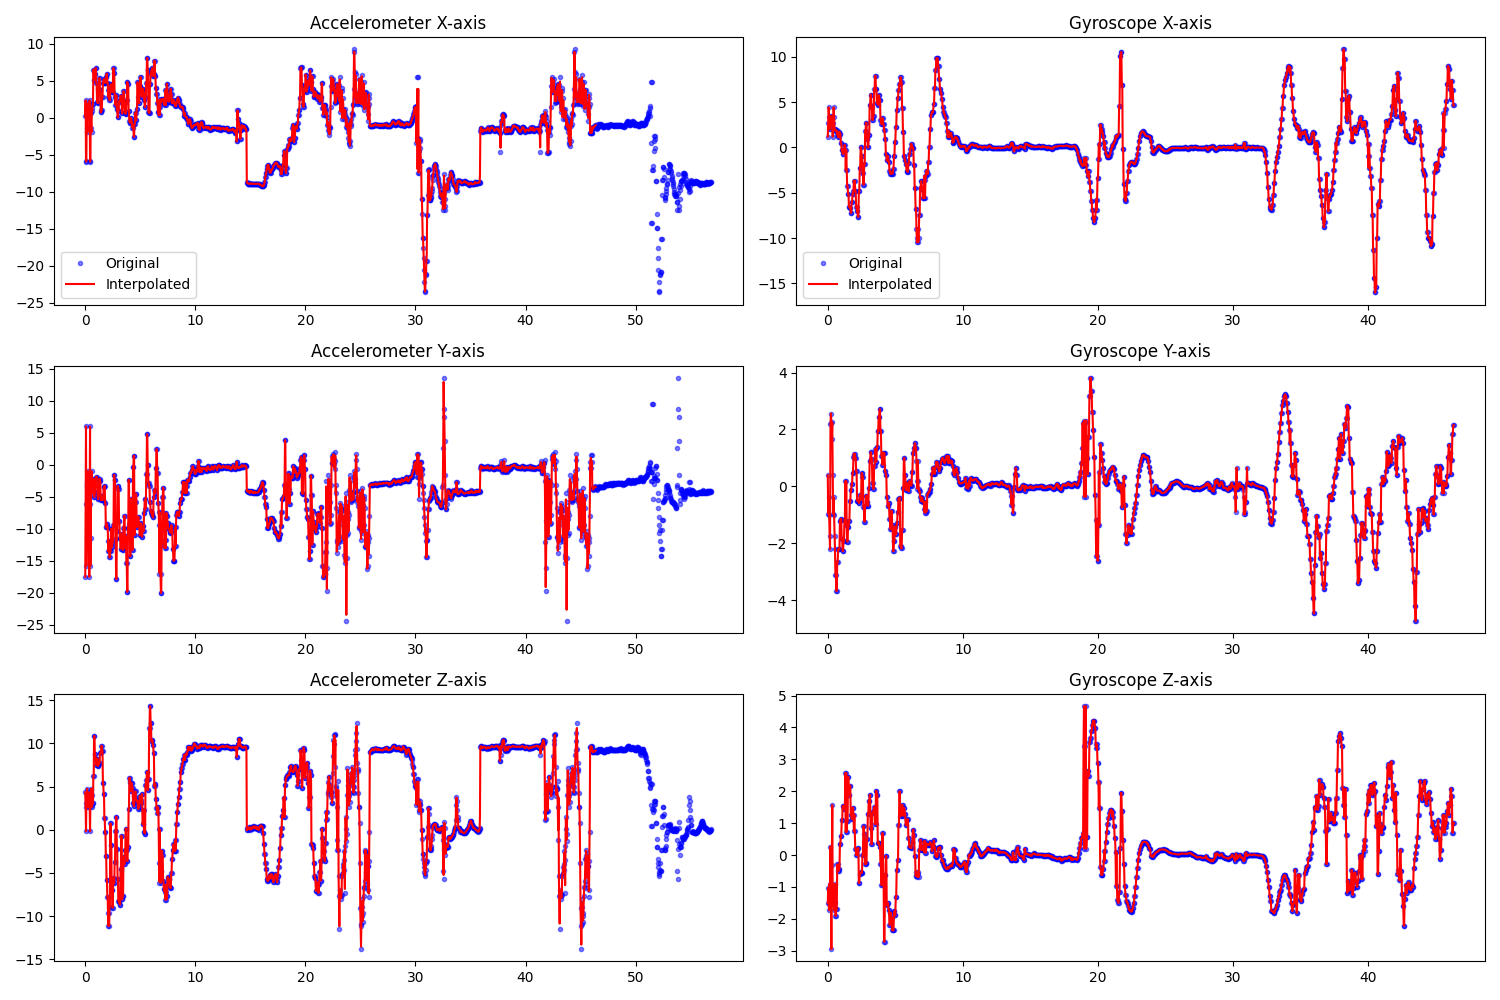 Accelerometer X-axis
10
5
0
−5
−10
−15
−20
−25
0 10 20 30 40 50
Original
Interpolated
Gyroscope X-axis
10
5
0
−5
−10
−15
0 10 20 30 40
Original
Interpolated
Accelerometer Y-axis
15
10
5
0
−5
−10
−15
−20
−25
0 10 20 30 40 50
Gyroscope Y-axis
4
2
0
−2
−4
0 10 20 30 40
Accelerometer Z-axis
15
10
5
0
−5
−10
−15
0 10 20 30 40 50
Gyroscope Z-axis
5
4
3
2
1
0
−1
−2
−3
0 10 20 30 40